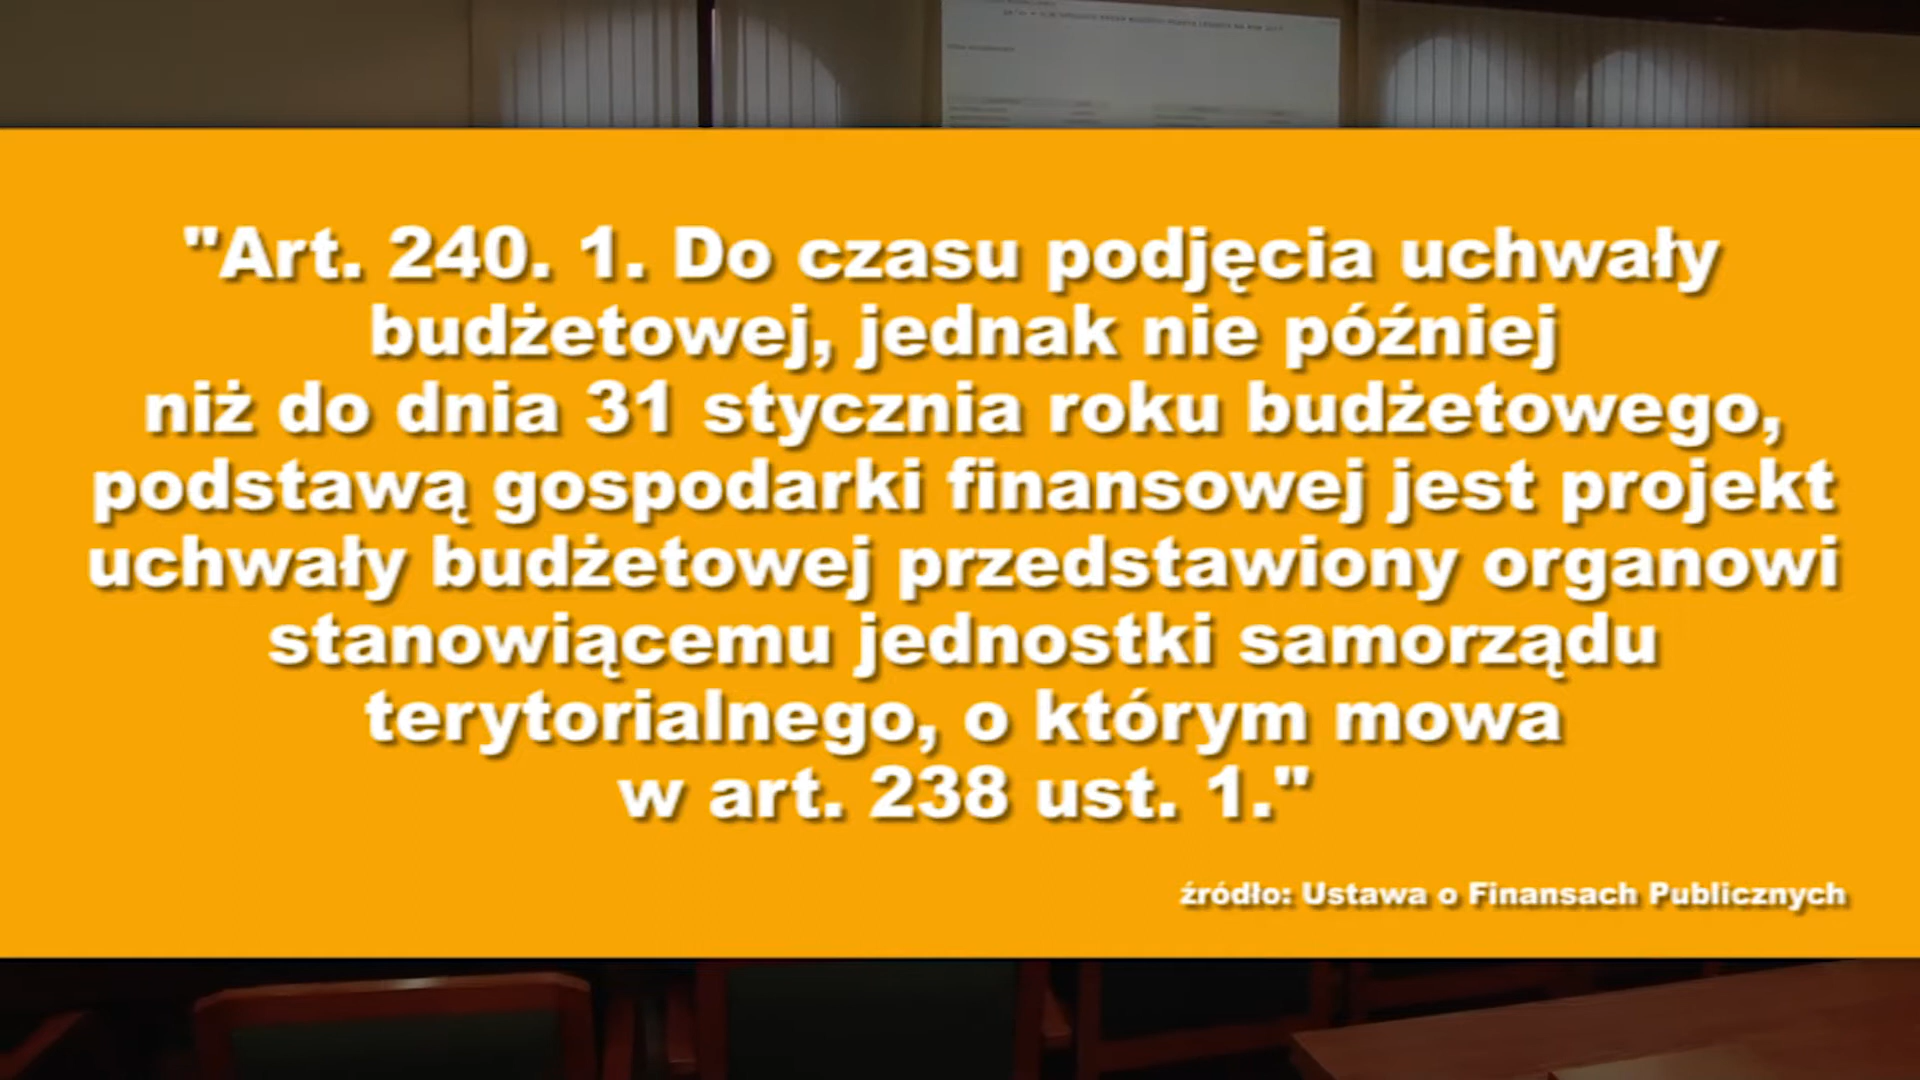 "Art. 240. 1. Do czasu podjęcia uchwały
budżetowej, jednak nie później
niż do dnia 31 stycznia roku budżetowego,
podstawą gospodarki finansowej jest projekt
uchwały budżetowej przedstawiony organowi
stanowiącemu jednostki samorządu
terytorialnego, o którym mowa
w art. 238 ust. 1."
źródło: Ustawa o Finansach Publicznych